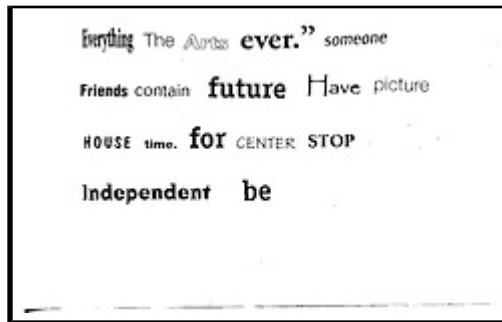 Everything The Arts ever.” someone
Friends contain future Have picture
HOUSE time. for CENTER STOP
Independent be